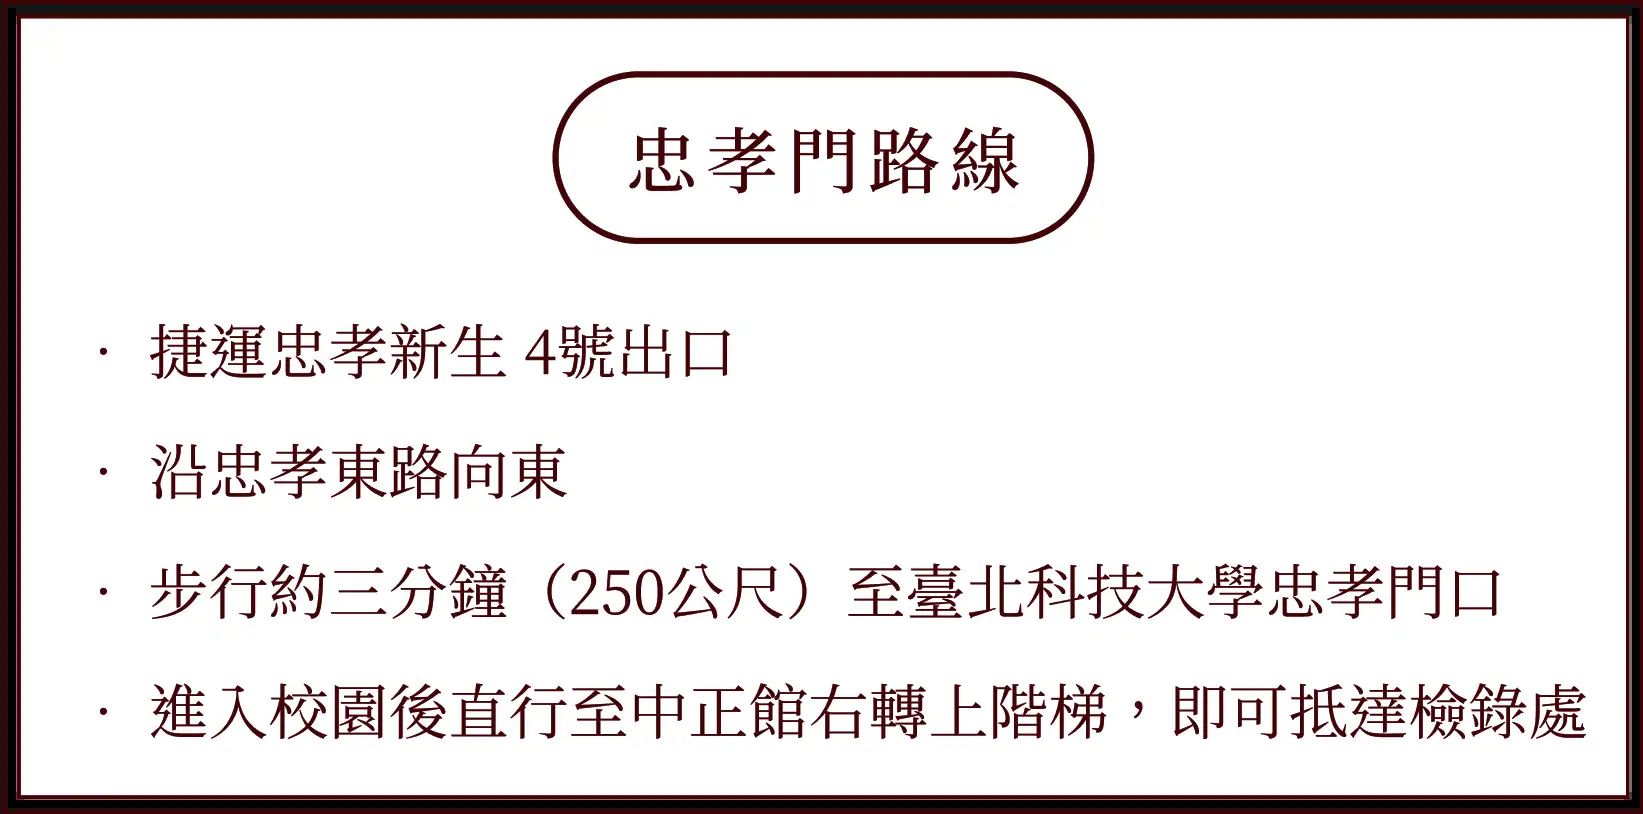 忠孝門路線
· 捷運忠孝新生 4號出口
· 沿忠孝東路向東
· 步行約三分鐘（250公尺）至臺北科技大學忠孝門口
· 進入校園後直行至中正館右轉上階梯，即可抵達檢錄處